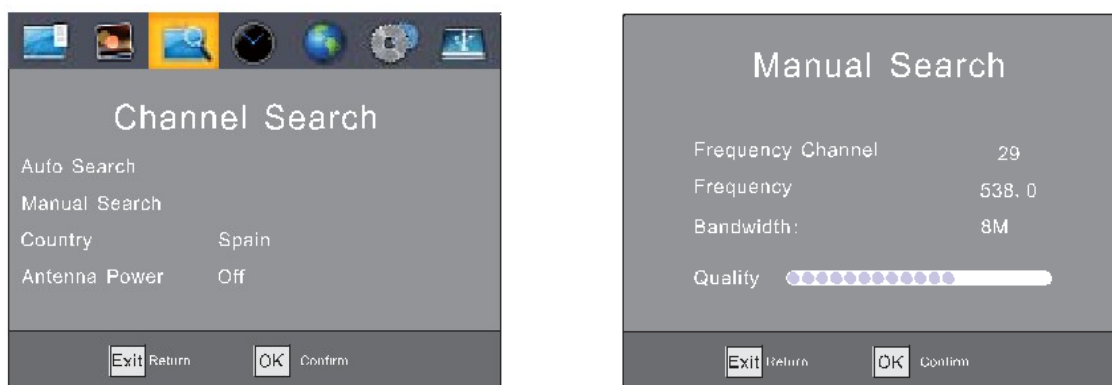 Channel Search
Auto Search
Manual Search
Country Spain
Antenna Power Off
Exit Return OK Confirm
Manual Search
Frequency Channel 29
Frequency 538. 0
Bandwidth: 8M
Quality
Exit Return OK Confirm